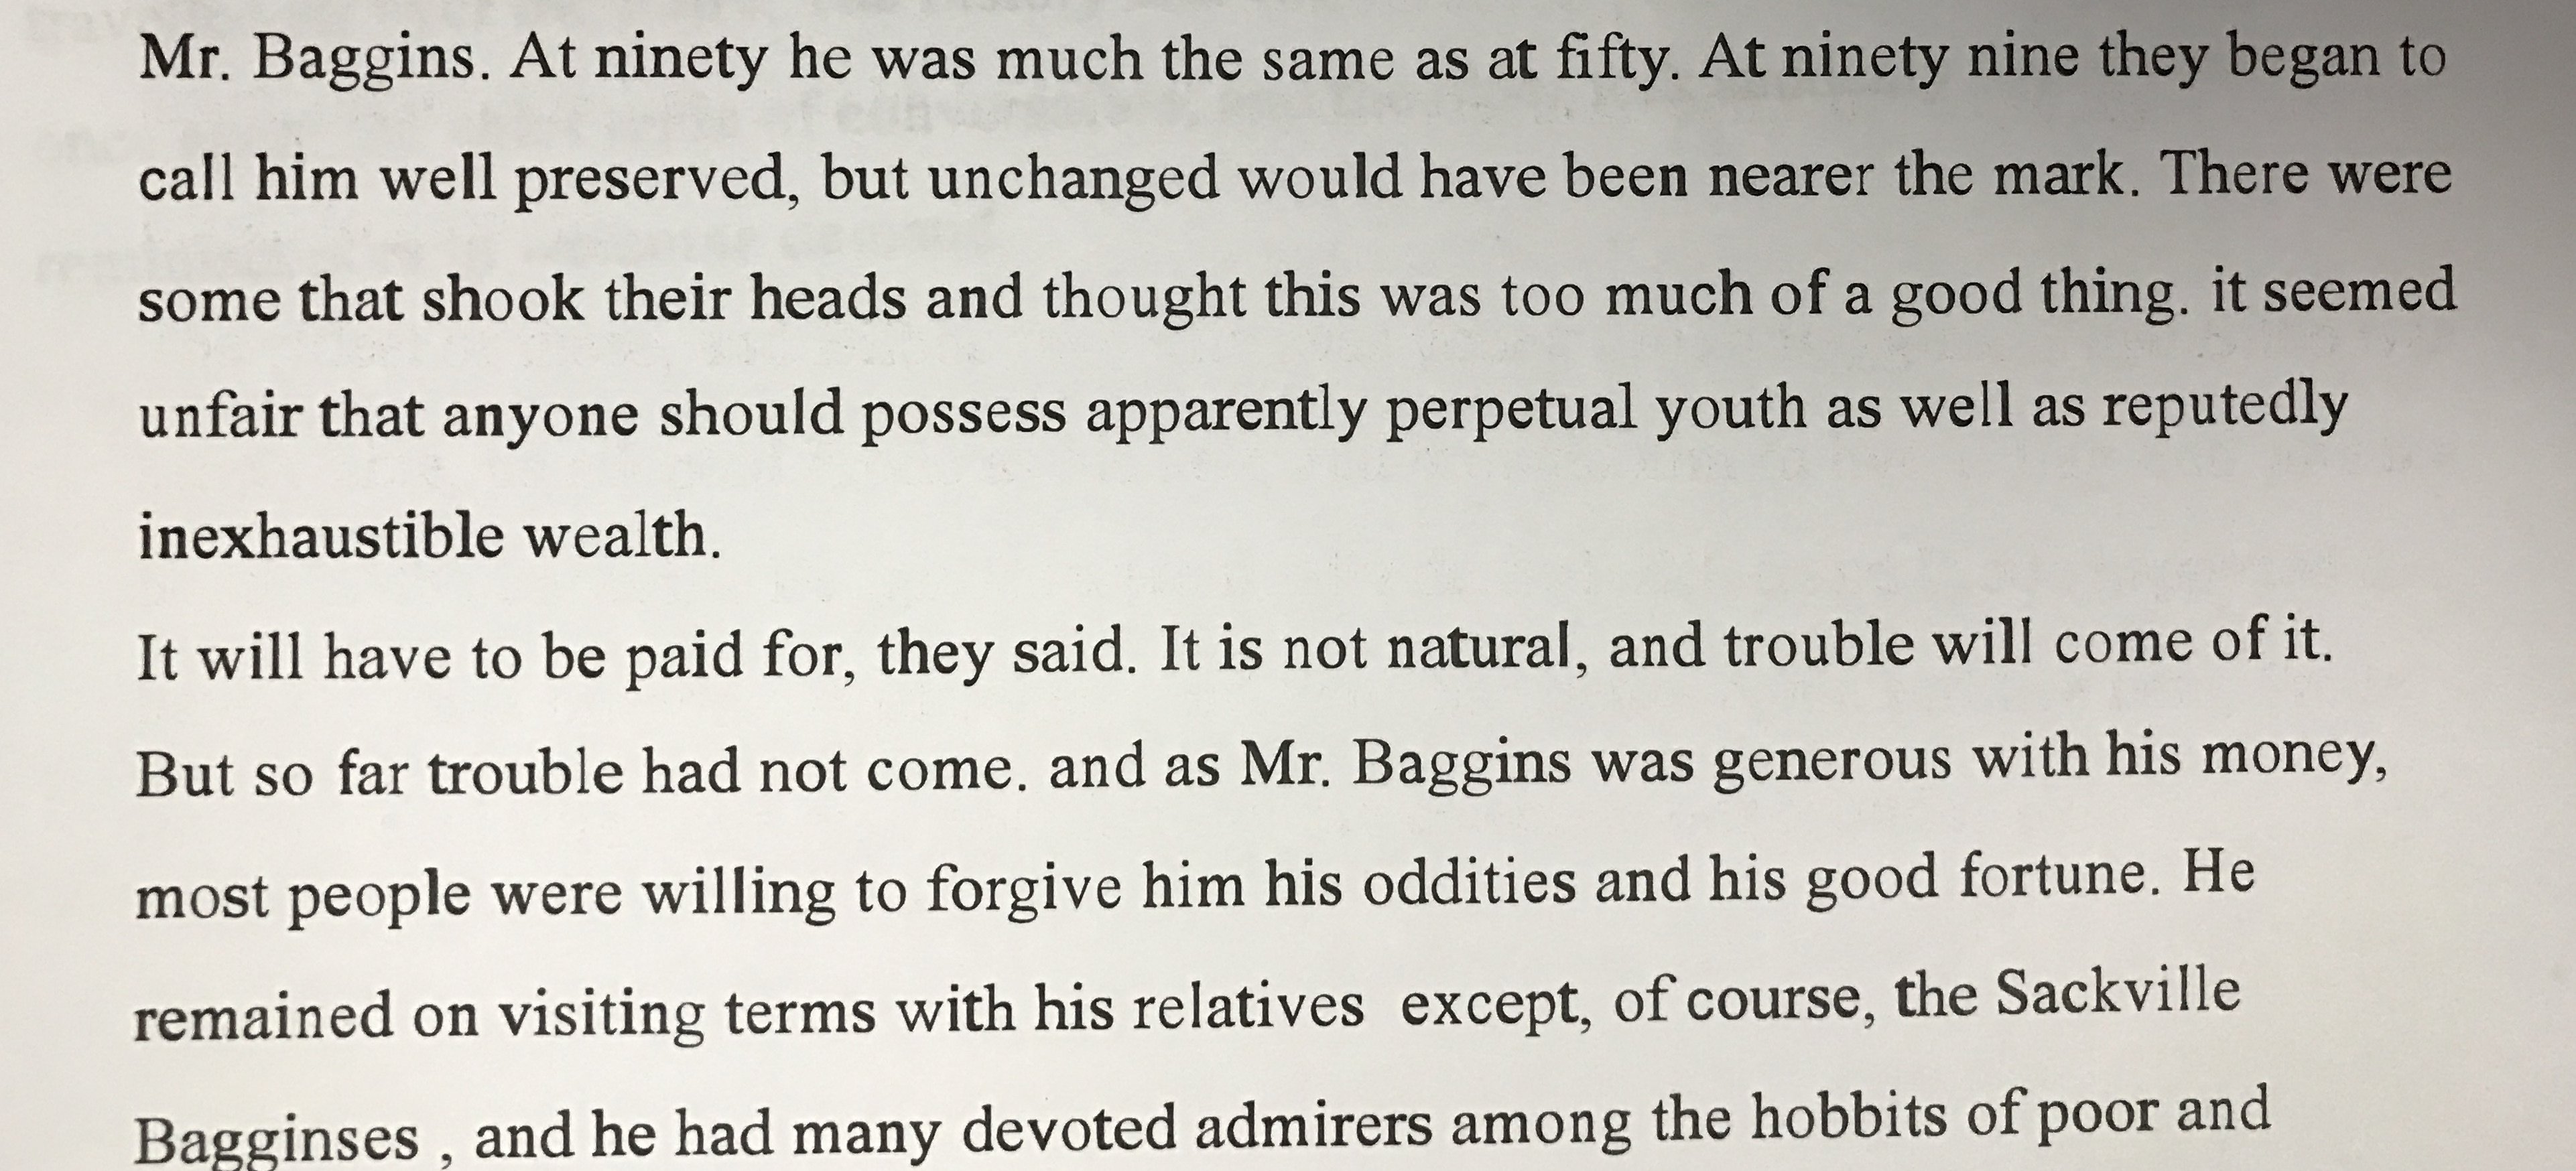 Mr. Baggins. At ninety he was much the same as at fifty. At ninety nine they began to
call him well preserved, but unchanged would have been nearer the mark. There were
some that shook their heads and thought this was too much of a good thing. it seemed
unfair that anyone should possess apparently perpetual youth as well as reputedly
inexhaustible wealth.
It will have to be paid for, they said. It is not natural, and trouble will come of it.
But so far trouble had not come. and as Mr. Baggins was generous with his money,
most people were willing to forgive him his oddities and his good fortune. He
remained on visiting terms with his relatives  except, of course, the Sackville
Bagginses , and he had many devoted admirers among the hobbits of poor and